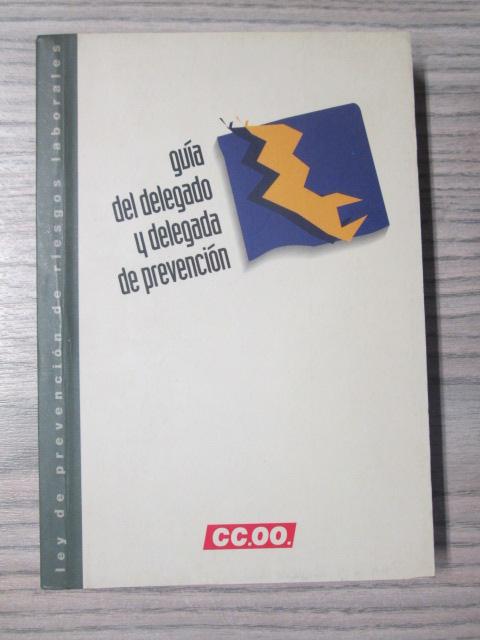 ley de prevención de riesgos laborales
guía
del delegado
y delegada
de prevención
CC.OO.